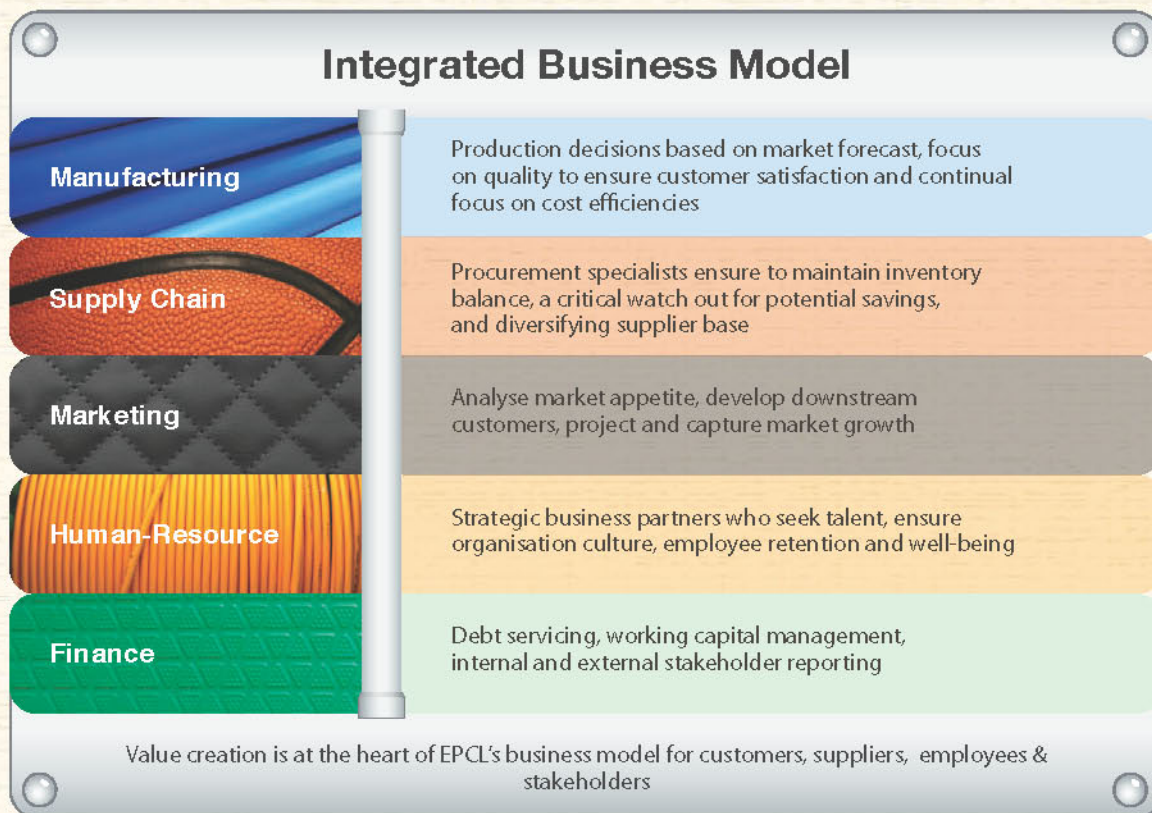 Integrated Business Model
Manufacturing
Production decisions based on market forecast, focus
on quality to ensure customer satisfaction and continual
focus on cost efficiencies
Supply Chain
Procurement specialists ensure to maintain inventory
balance, a critical watch out for potential savings,
and diversifying supplier base
Marketing
Analyse market appetite, develop downstream
customers, project and capture market growth
Human-Resource
Strategic business partners who seek talent, ensure
organisation culture, employee retention and well-being
Finance
Debt servicing, working capital management,
internal and external stakeholder reporting
Value creation is at the heart of EPCL's business model for customers, suppliers, employees &
stakeholders